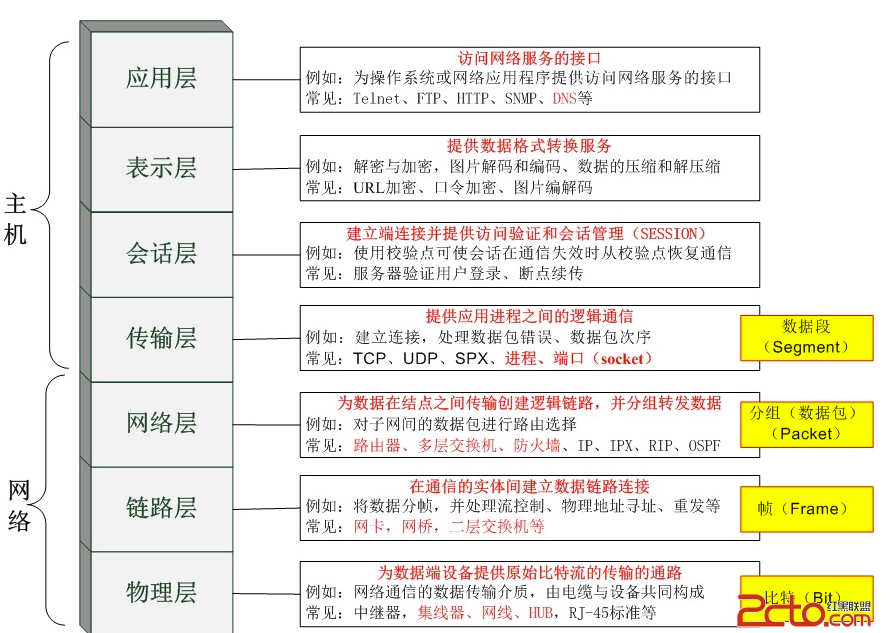 主机
应用层
访问网络服务的接口
例如：为操作系统或网络应用程序提供访问网络服务的接口
常见：Telnet、FTP、HTTP、SNMP、DNS等
表示层
提供数据格式转换服务
例如：解密与加密，图片解码和编码、数据的压缩和解压缩
常见：URL加密、口令加密、图片编解码
会话层
建立端连接并提供访问验证和会话管理（SESSION）
例如：使用校验点可使会话在通信失效时从校验点恢复通信
常见：服务器验证用户登录、断点续传
传输层
提供应用进程之间的逻辑通信
例如：建立连接，处理数据包错误、数据包次序
常见：TCP、UDP、SPX、进程、端口（socket）
数据段
（Segment）
网络
网络层
为数据在结点之间传输创建逻辑链路，并分组转发数据
例如：对子网间的数据包进行路由选择
常见：路由器、多层交换机、防火墙、IP、IPX、RIP、OSPF
分组（数据包）
（Packet）
链路层
在通信的实体间建立数据链路连接
例如：将数据分帧，并处理流控制、物理地址寻址、重发等
常见：网卡，网桥，二层交换机等
帧（Frame）
物理层
为数据端设备提供原始比特流的传输的通路
例如：网络通信的数据传输介质，由电缆与设备共同构成
常见：中继器，集线器、网线、HUB，RJ-45标准等
比特（Bit）
2cto.com
红黑联盟